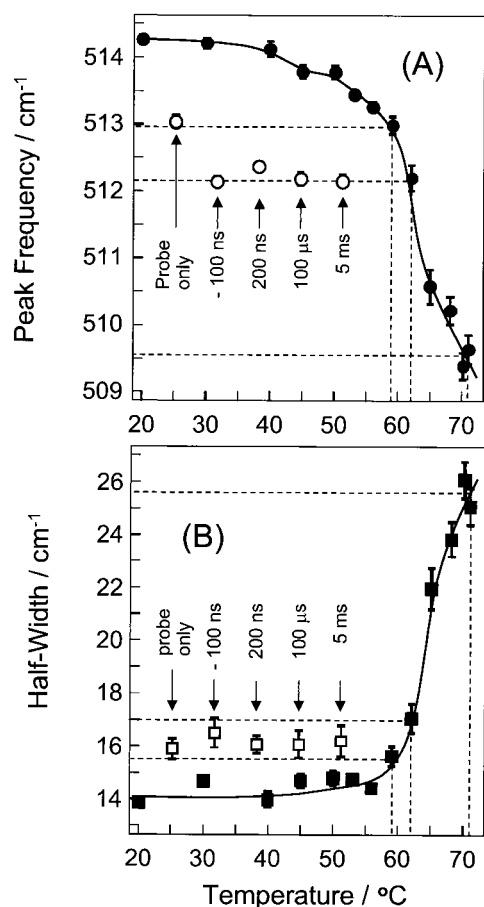 (A)
Peak Frequency / cm-1
514
513
512
511
510
509
Probe only
- 100 ns
200 ns
100 µs
5 ms
20 30 40 50 60 70
(B)
Half-Width / cm-1
26
24
22
20
18
16
14
probe only
- 100 ns
200 ns
100 µs
5 ms
20 30 40 50 60 70
Temperature / ºC